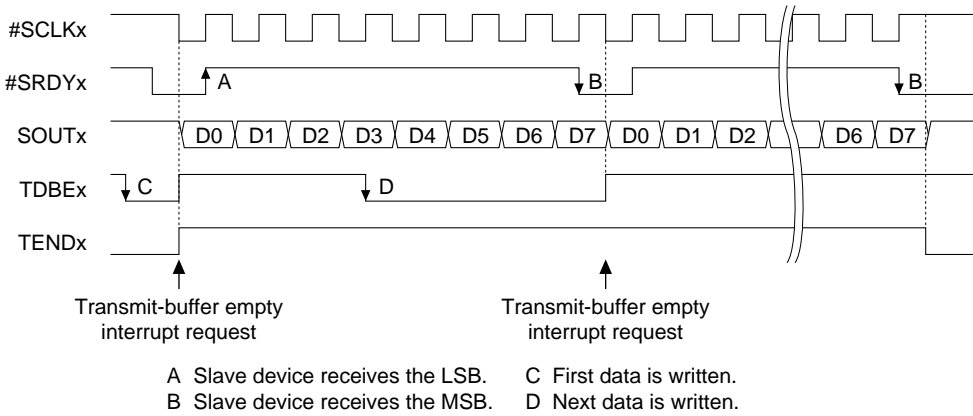 #SCLKx
#SRDYx A B B
SOUTx D0 D1 D2 D3 D4 D5 D6 D7 D0 D1 D2 D6 D7
TDBEx C D
TENDx
Transmit-buffer empty Transmit-buffer empty
interrupt request interrupt request
A Slave device receives the LSB. C First data is written.
B Slave device receives the MSB. D Next data is written.